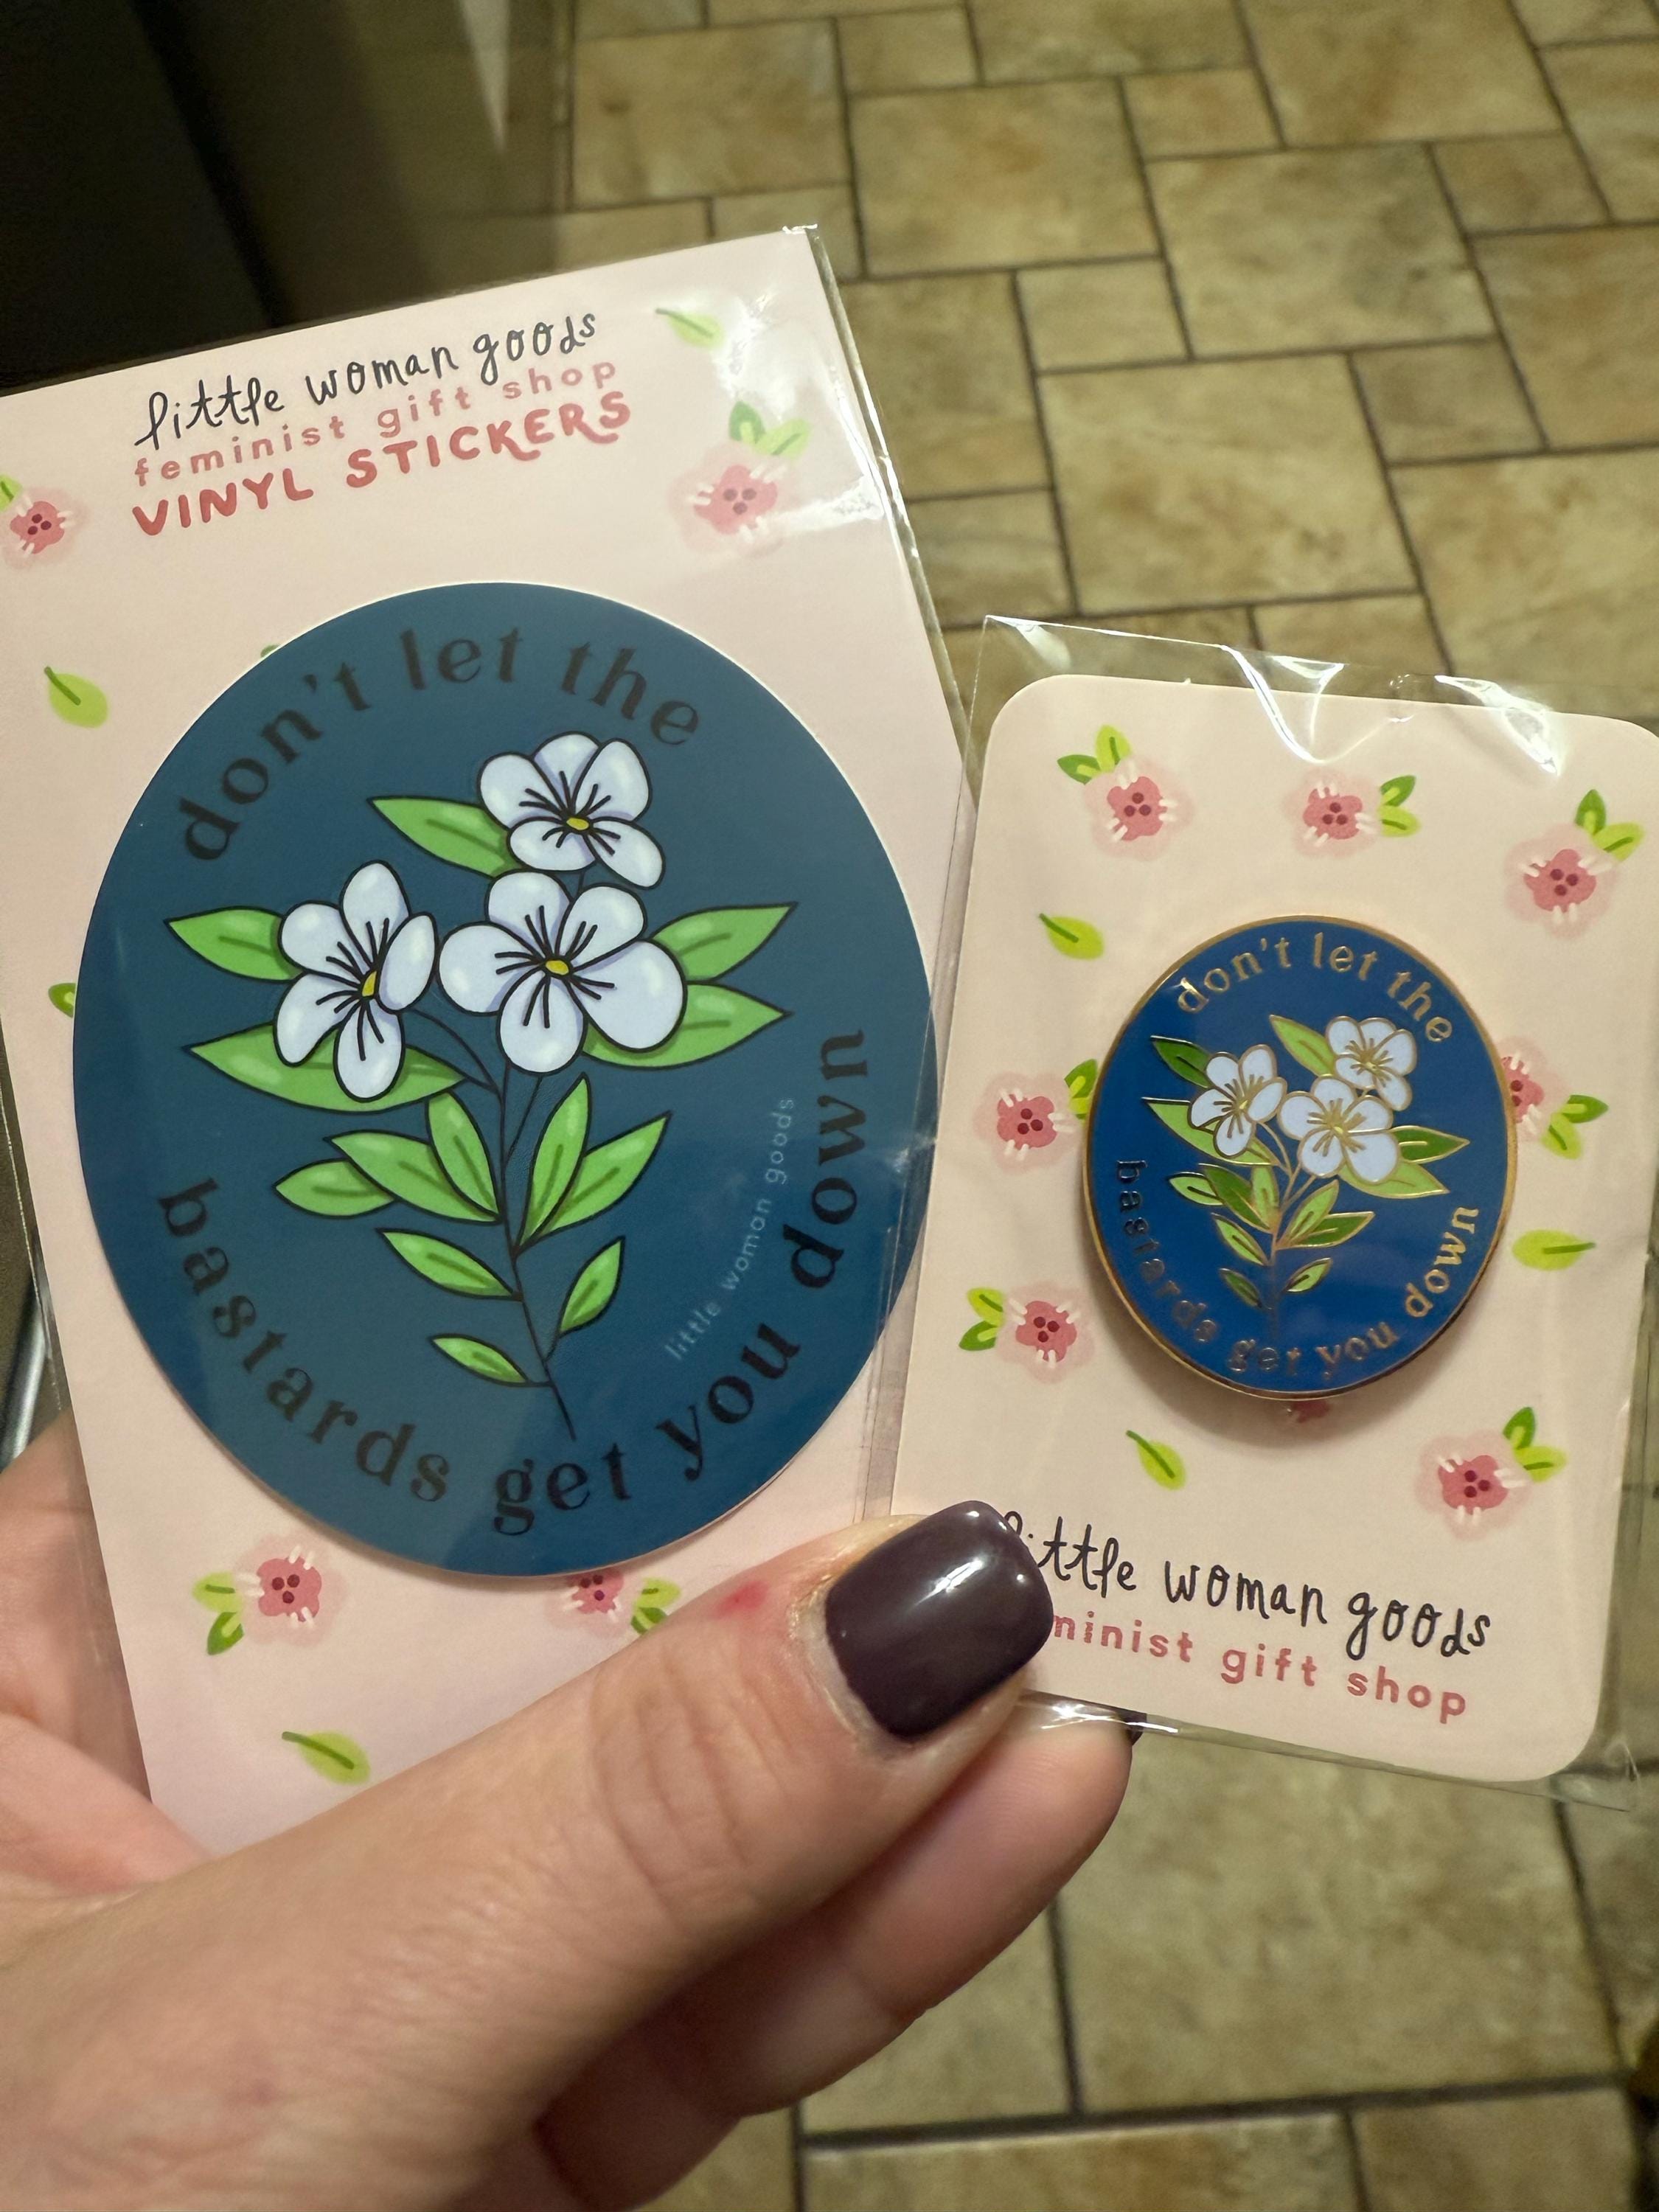 little woman goods
feminist gift shop
VINYL STICKERS
don't let the
bastards get you down
little woman goods
don't let the
bastards get you down
little woman goods
minist gift shop